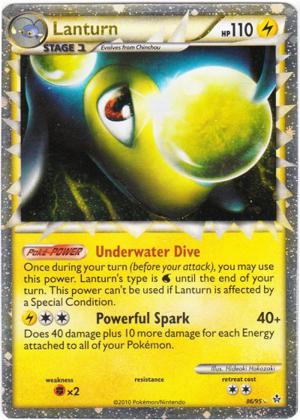 Lanturn
HP 110
STAGE 1 Evolves from Chinchou
Poké-POWER Underwater Dive
Once during your turn (before your attack), you may use
this power. Lanturn's type is until the end of your
turn. This power can't be used if Lanturn is affected by
a Special Condition.
Powerful Spark 40+
Does 40 damage plus 10 more damage for each Energy
attached to all of your Pokémon.
Illus. Hideaki Hakozaki
weakness resistance retreat cost
×2
©2010 Pokémon/Nintendo 86/95